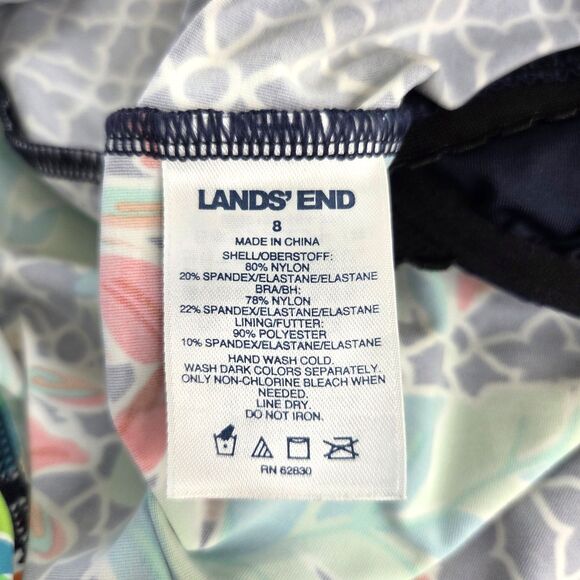 LANDS' END
8
MADE IN CHINA
SHELL/OBERSTOFF:
80% NYLON
20% SPANDEX/ELASTANE/ELASTANE
BRA/BH:
78% NYLON
22% SPANDEX/ELASTANE/ELASTANE
LINING/FUTTER:
90% POLYESTER
10% SPANDEX/ELASTANE/ELASTANE
HAND WASH COLD.
WASH DARK COLORS SEPARATELY.
ONLY NON-CHLORINE BLEACH WHEN
NEEDED.
LINE DRY.
DO NOT IRON.
RN 62830